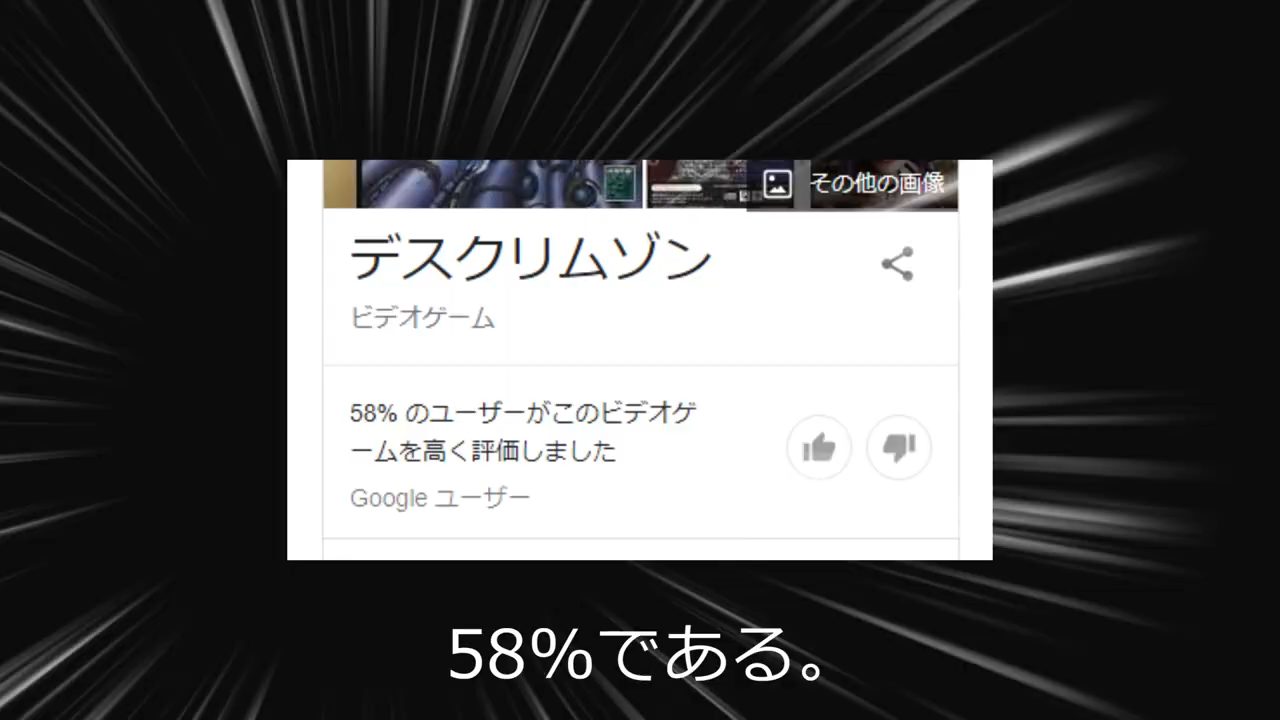 その他の画像
デスクリムゾン
ビデオゲーム
58% のユーザーがこのビデオゲ
ームを高く評価しました
Google ユーザー
58%である。